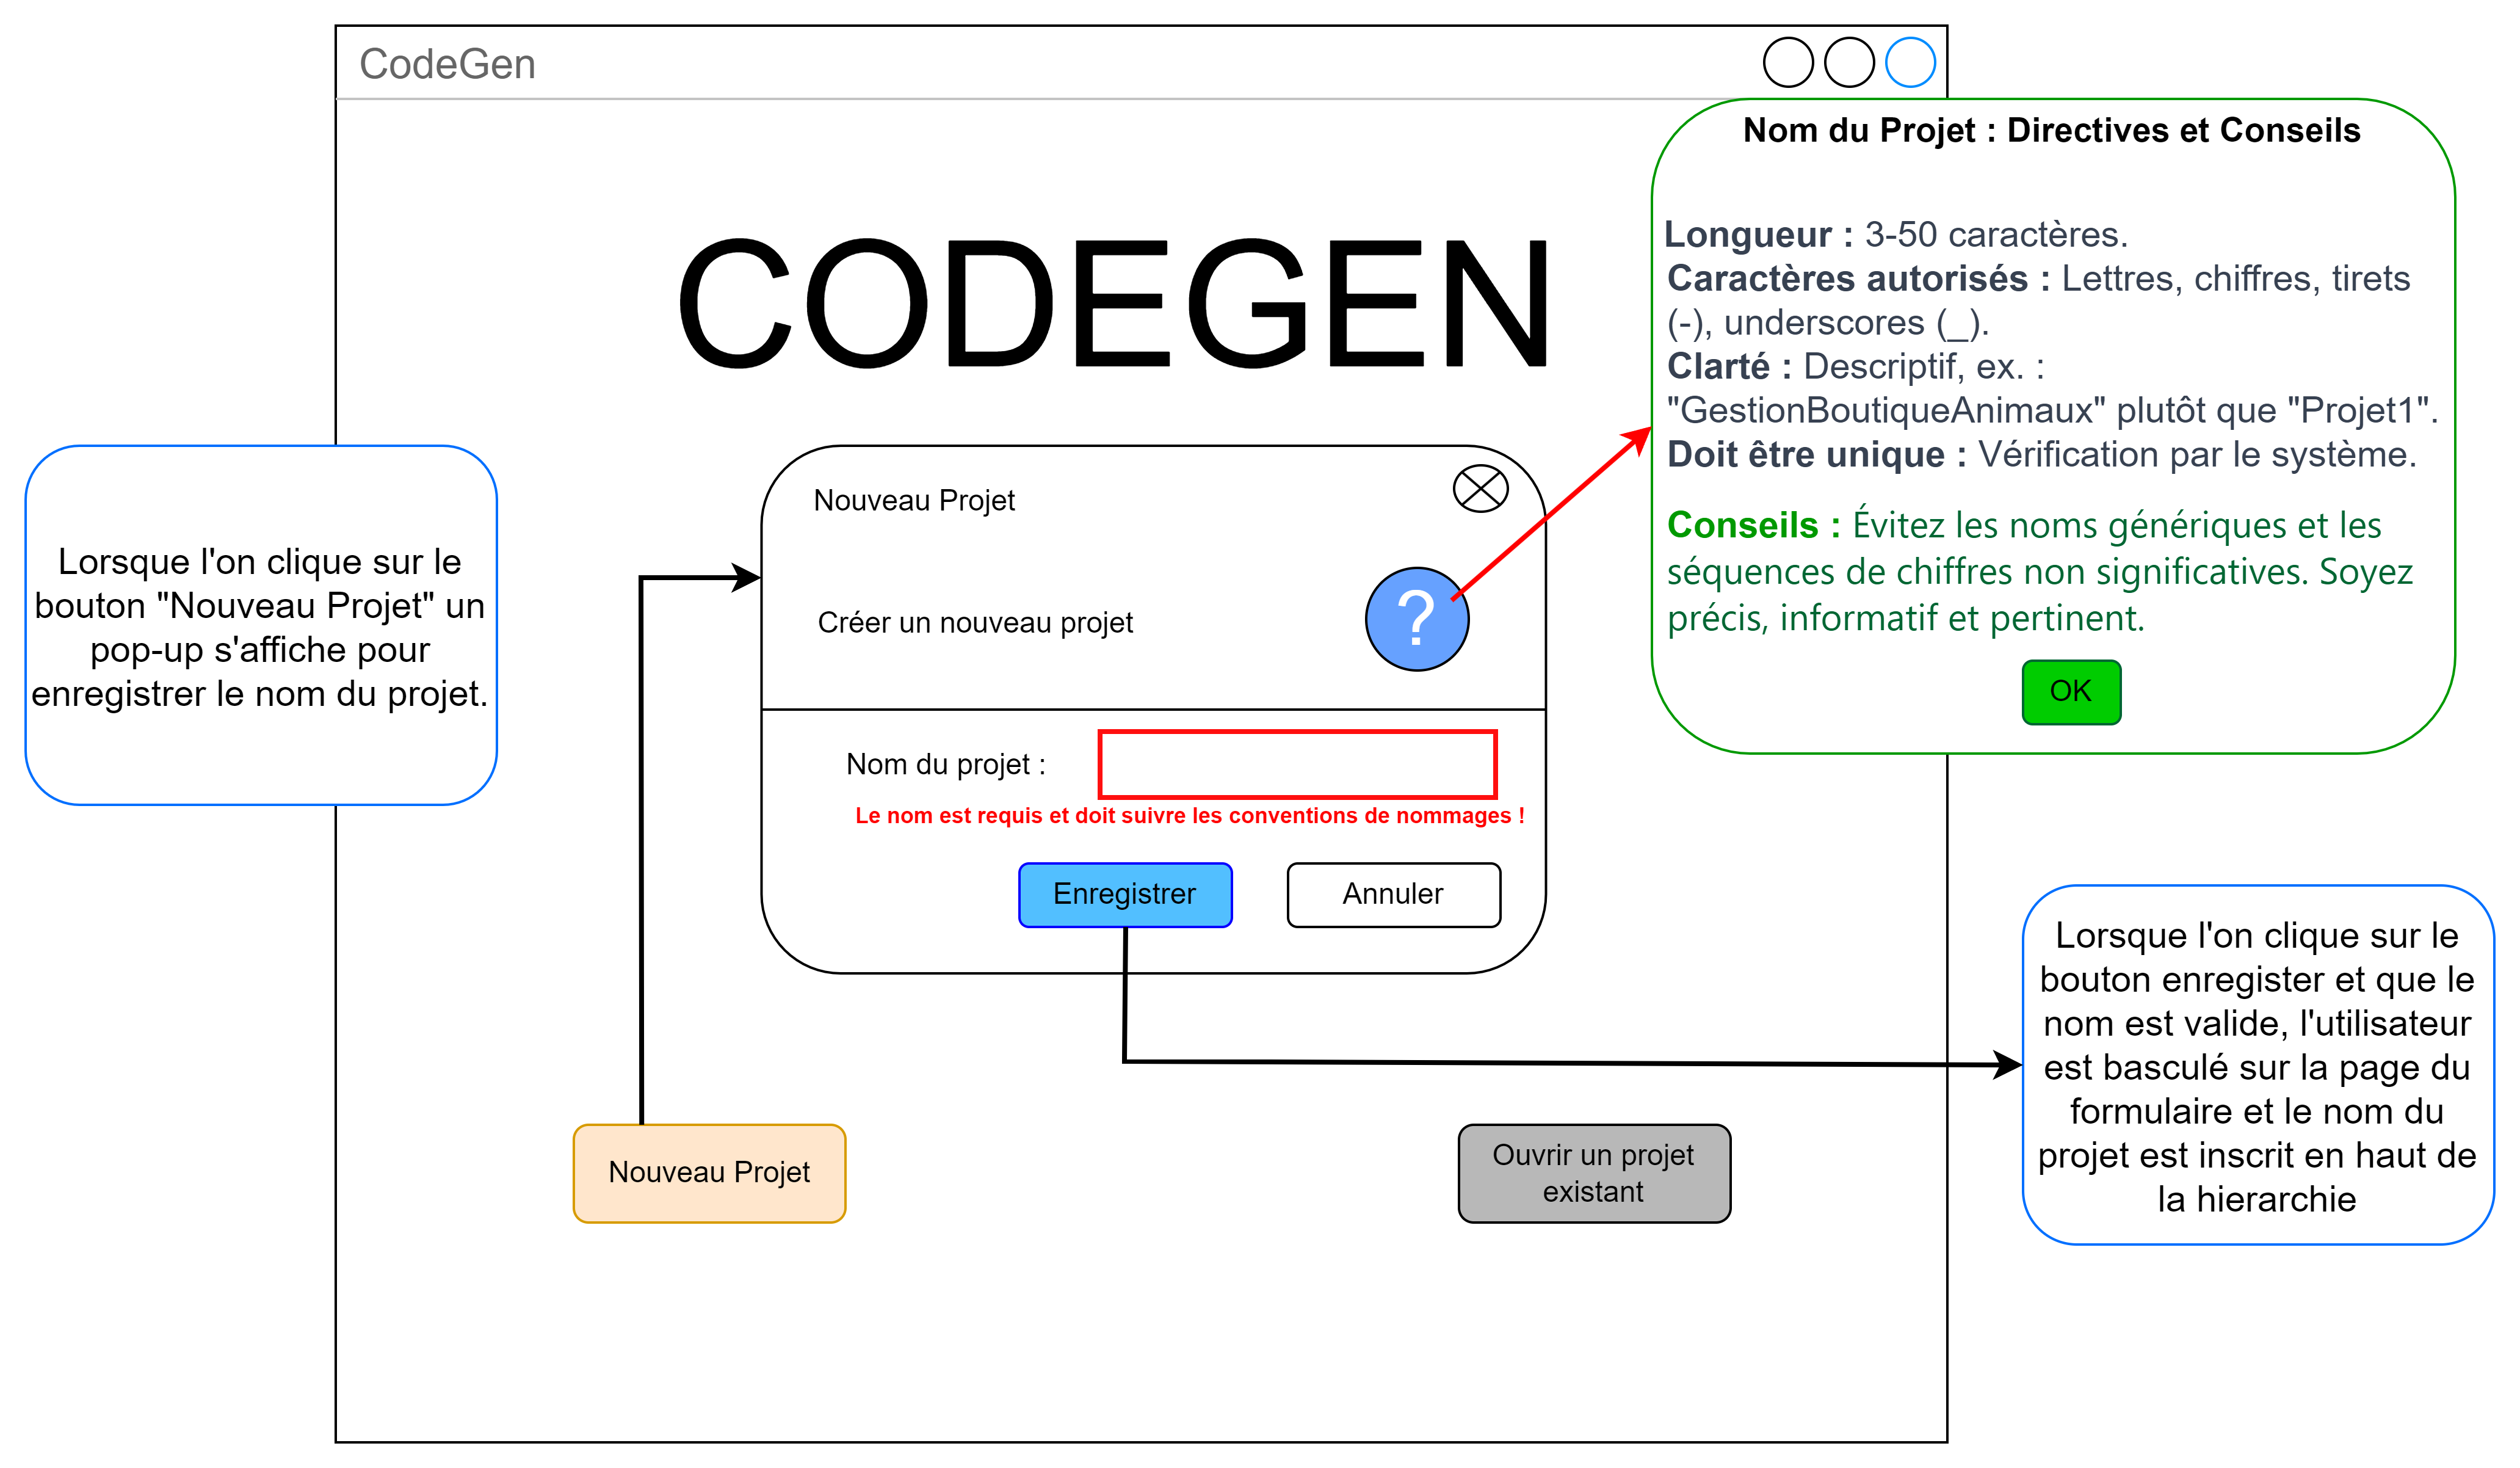 CodeGen
CODEGEN
Nom du Projet : Directives et Conseils
Longueur : 3-50 caractères.
Caractères autorisés : Lettres, chiffres, tirets
(-), underscores (_).
Clarté : Descriptif, ex. :
"GestionBoutiqueAnimaux" plutôt que "Projet1".
Doit être unique : Vérification par le système.
Conseils : Évitez les noms génériques et les
séquences de chiffres non significatives. Soyez
précis, informatif et pertinent.
OK
Lorsque l'on clique sur le
bouton "Nouveau Projet" un
pop-up s'affiche pour
enregistrer le nom du projet.
Nouveau Projet
Créer un nouveau projet
?
Nom du projet :
Le nom est requis et doit suivre les conventions de nommages !
Enregistrer
Annuler
Lorsque l'on clique sur le
bouton enregister et que le
nom est valide, l'utilisateur
est basculé sur la page du
formulaire et le nom du
projet est inscrit en haut de
la hierarchie
Nouveau Projet
Ouvrir un projet
existant